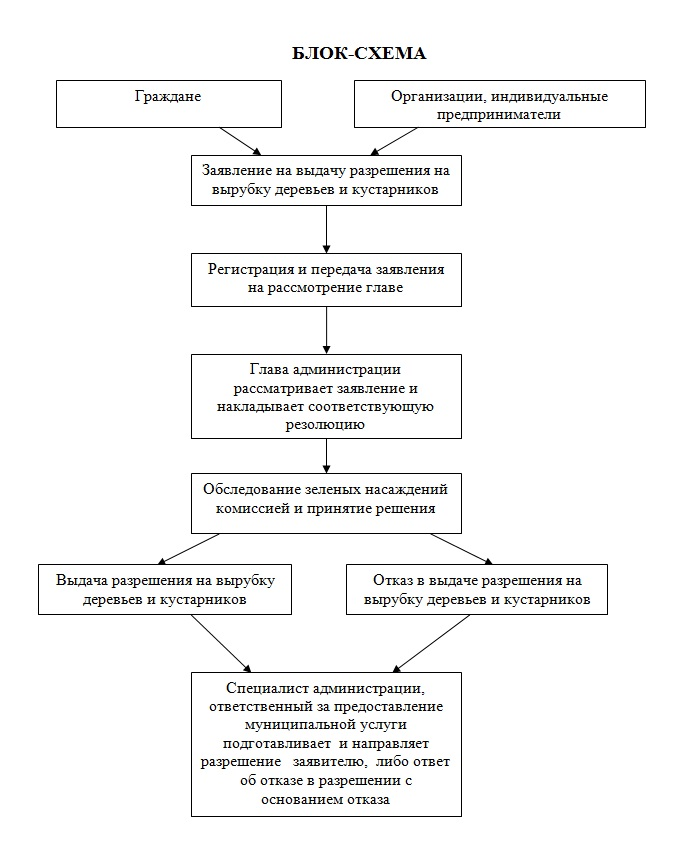 БЛОК-СХЕМА
Граждане
Организации, индивидуальные
предприниматели
Заявление на выдачу разрешения на
вырубку деревьев и кустарников
Регистрация и передача заявления
на рассмотрение главе
Глава администрации
рассматривает заявление и
накладывает соответствующую
резолюцию
Обследование зеленых насаждений
комиссией и принятие решения
Выдача разрешения на вырубку
деревьев и кустарников
Отказ в выдаче разрешения на
вырубку деревьев и кустарников
Специалист администрации,
ответственный за предоставление
муниципальной услуги
подготавливает и направляет
разрешение заявителю, либо ответ
об отказе в разрешении с
основанием отказа